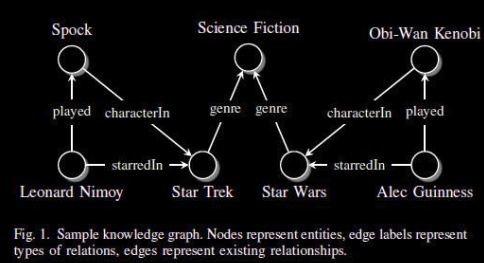 Spock
Science Fiction
Obi-Wan Kenobi
played
characterIn
genre
genre
characterIn
played
starredIn
starredIn
Leonard Nimoy
Star Trek
Star Wars
Alec Guinness
Fig. 1. Sample knowledge graph. Nodes represent entities, edge labels represent
types of relations, edges represent existing relationships.